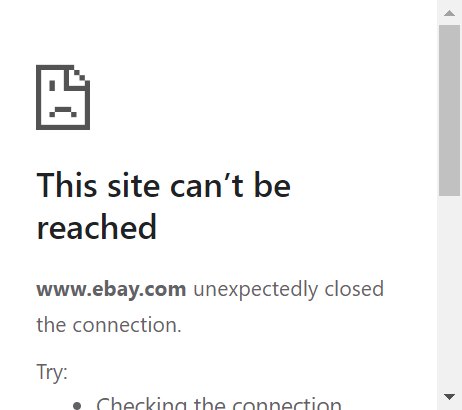 This site can’t be
reached
www.ebay.com unexpectedly closed
the connection.
Try:
• Checking the connection